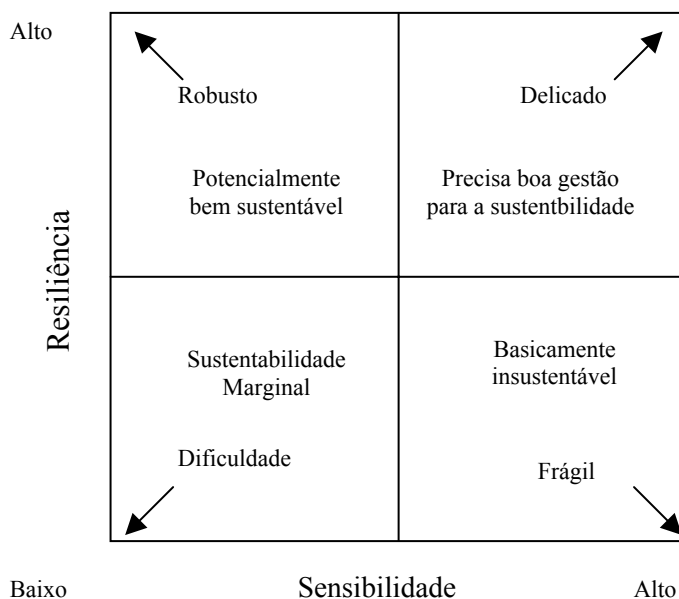 Alto
Robusto
Delicado
Potencialmente
bem sustentável
Precisa boa gestão
para a sustentbilidade
Resiliência
Sustentabilidade
Marginal
Basicamente
insustentável
Dificuldade
Frágil
Baixo
Sensibilidade
Alto